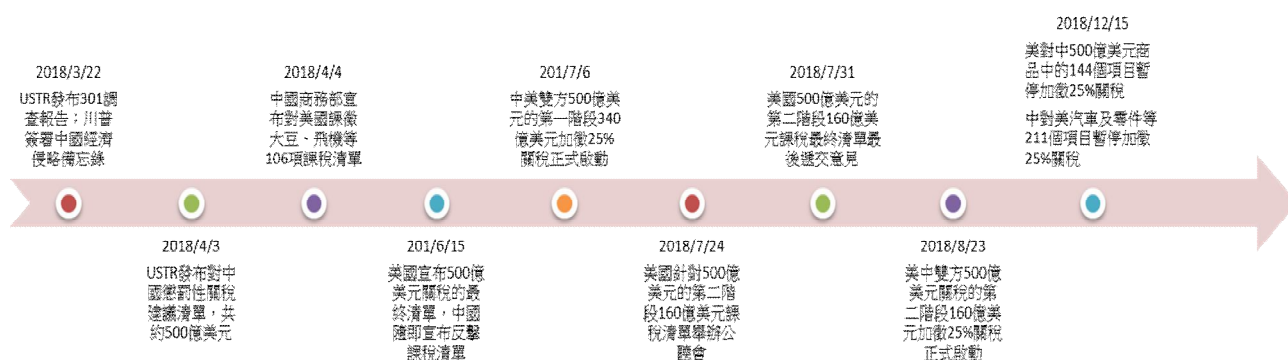 2018/3/22
USTR發布301調
查報告；川普
簽署中國經濟
侵略備忘錄
2018/4/3
USTR發布對中
國懲罰性關稅
建議清單，共
約500億美元
2018/4/4
中國商務部宣
布對美國課徵
大豆、飛機等
106項課稅清單
201/6/15
美國宣布500億
美元關稅的最
終清單，中國
隨即宣布反擊
課稅清單
201/7/6
中美雙方500億美
元的第一階段340
億美元加徵25%
關稅正式啟動
2018/7/24
美國針對500億
美元的第二階
段160億美元課
稅清單舉辦公
聽會
2018/7/31
美國500億美元的
第二階段160億美
元課稅最終清單最
後遞交意見
2018/8/23
美中雙方500億
美元關稅的第
二階段160億美
元加徵25%關稅
正式啟動
2018/12/15
美對中500億美元商
品中的144個項目暫
停加徵25%關稅
中對美汽車及零件等
211個項目暫停加徵
25%關稅